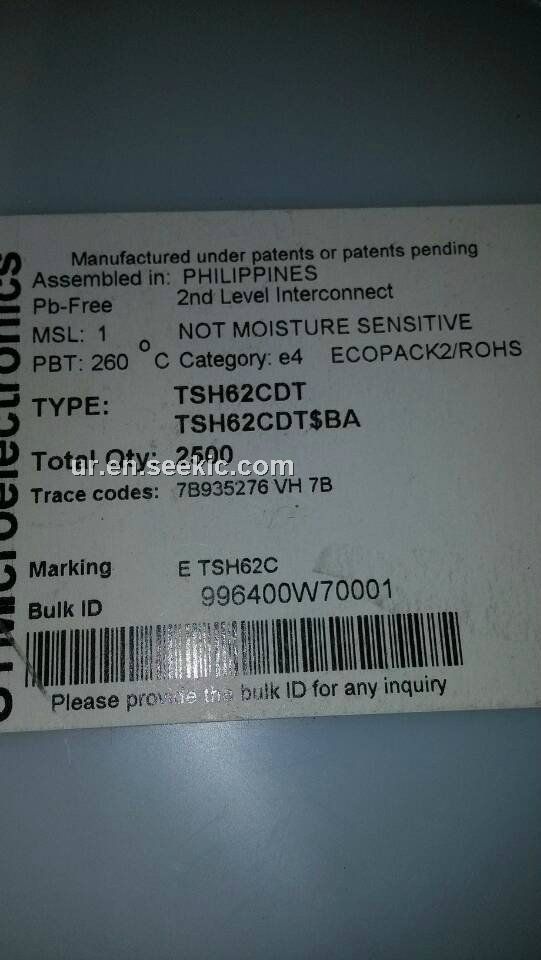 STMicroelectronics
Manufactured under patents or patents pending
Assembled in: PHILIPPINES
Pb-Free 2nd Level Interconnect
MSL: 1 NOT MOISTURE SENSITIVE
PBT: 260 °C Category: e4 ECOPACK2/ROHS
TYPE: TSH62CDT
TSH62CDT$BA
Total Qty: 2500
ur.en.seekic.com
Trace codes: 7B935276 VH 7B
Marking E TSH62C
Bulk ID 996400W70001
Please provide the bulk ID for any inquiry